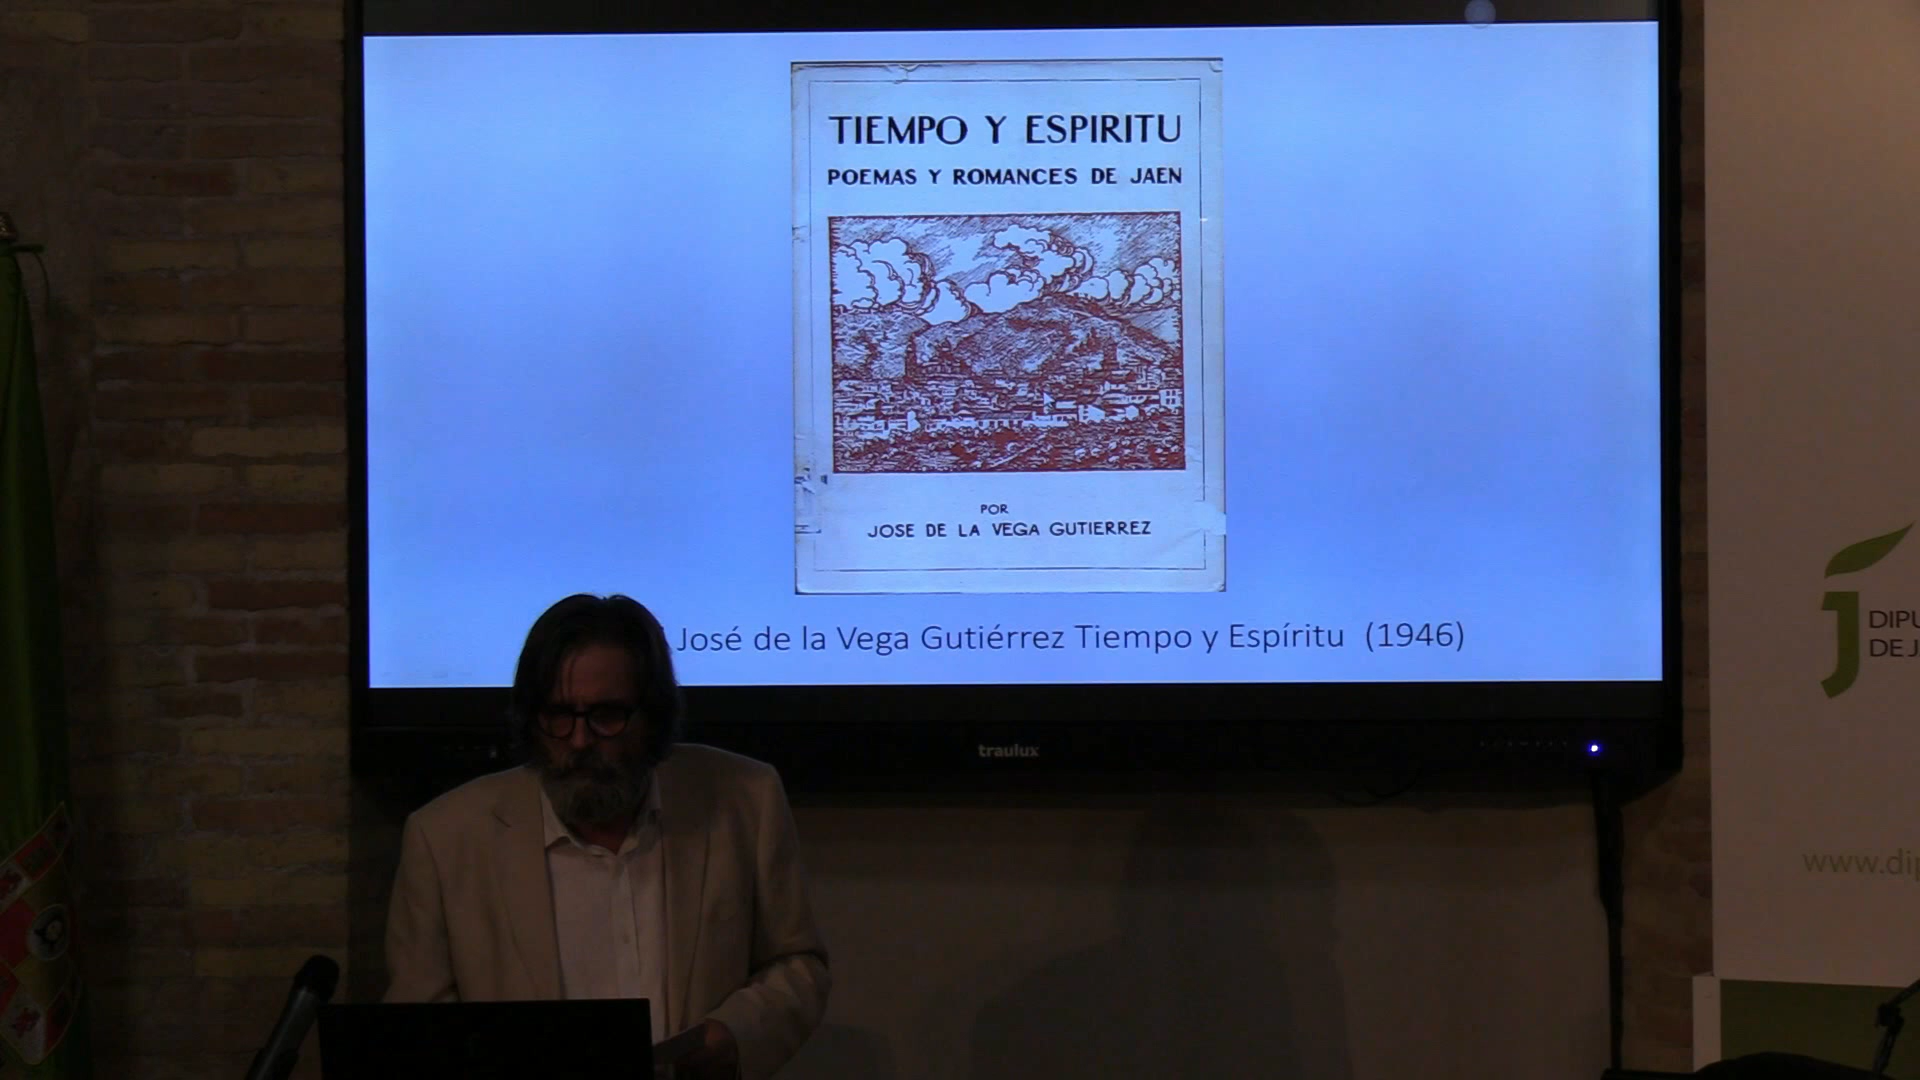 TIEMPO Y ESPIRITU
POEMAS Y ROMANCES DE JAEN
POR
JOSE DE LA VEGA GUTIERREZ
José de la Vega Gutiérrez Tiempo y Espíritu (1946)
traulux
DIPU
DE J
www.dip